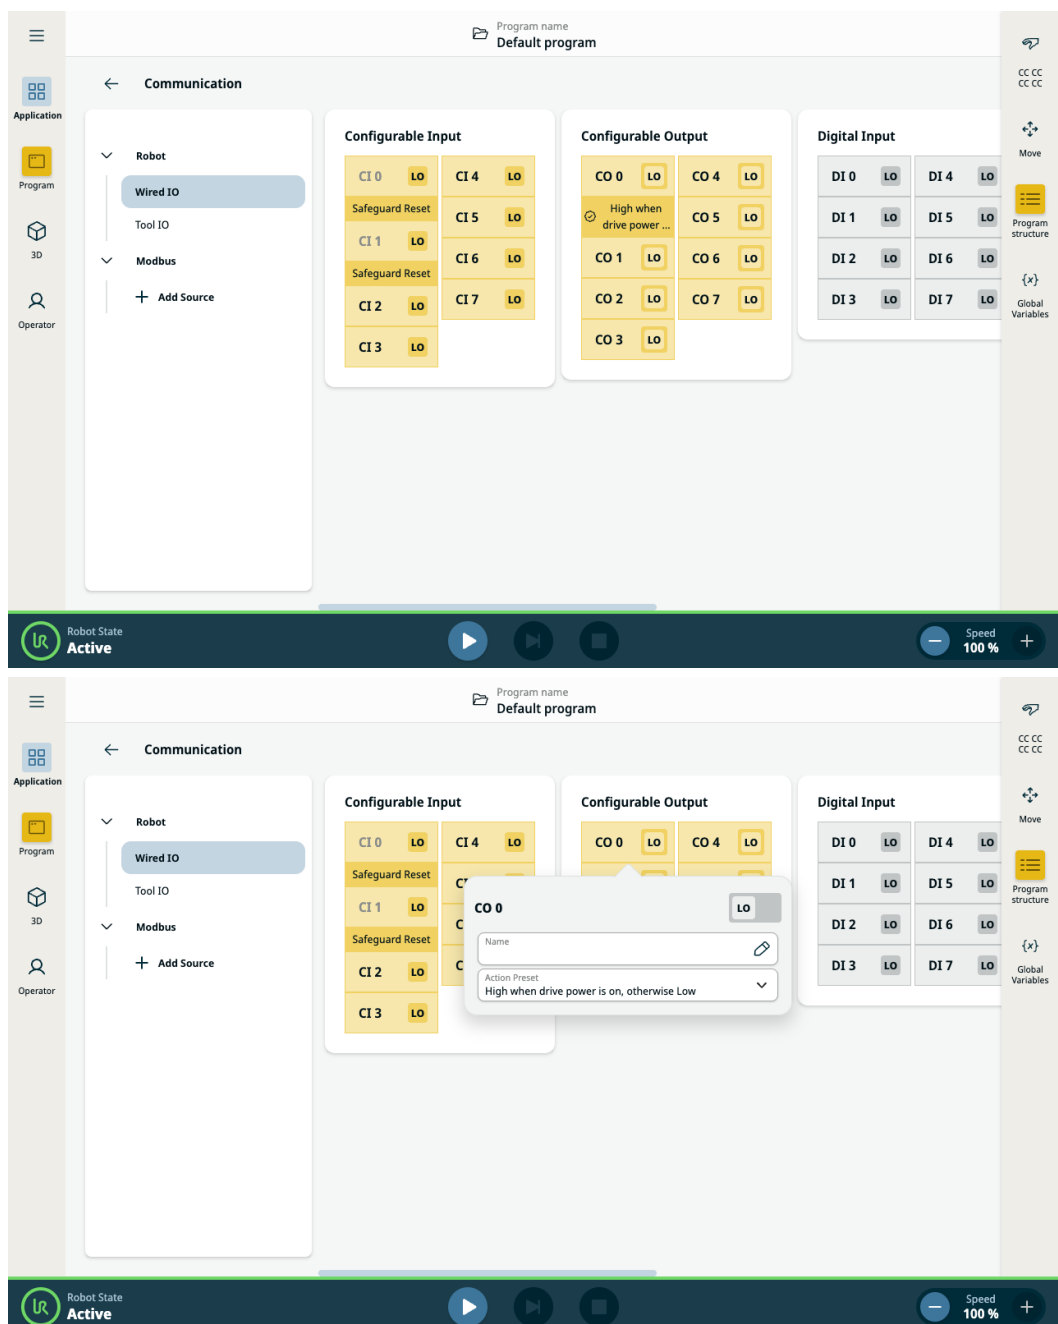 Program name
Default program
Communication
Application
Program
3D
Operator
Robot
Wired IO
Tool IO
Modbus
Add Source
Configurable Input
CI 0 LO
Safeguard Reset
CI 1 LO
Safeguard Reset
CI 2 LO
CI 3 LO
CI 4 LO
CI 5 LO
CI 6 LO
CI 7 LO
Configurable Output
CO 0 LO
High when
drive power ...
CO 1 LO
CO 2 LO
CO 3 LO
CO 4 LO
CO 5 LO
CO 6 LO
CO 7 LO
Digital Input
DI 0 LO
DI 1 LO
DI 2 LO
DI 3 LO
DI 4 LO
DI 5 LO
DI 6 LO
DI 7 LO
CC CC
CC CC
Move
Program
structure
{x}
Global
Variables
UR
Robot State
Active
Speed
100 %
Program name
Default program
Communication
Application
Program
3D
Operator
Robot
Wired IO
Tool IO
Modbus
Add Source
Configurable Input
CI 0 LO
Safeguard Reset
CI 1 LO
Safeguard Reset
CI 2 LO
CI 3 LO
CI 4 LO
Configurable Output
CO 0 LO
CO 4 LO
CO 0 LO
Name
Action Preset
High when drive power is on, otherwise Low
Digital Input
DI 0 LO
DI 1 LO
DI 2 LO
DI 3 LO
DI 4 LO
DI 5 LO
DI 6 LO
DI 7 LO
CC CC
CC CC
Move
Program
structure
{x}
Global
Variables
UR
Robot State
Active
Speed
100 %